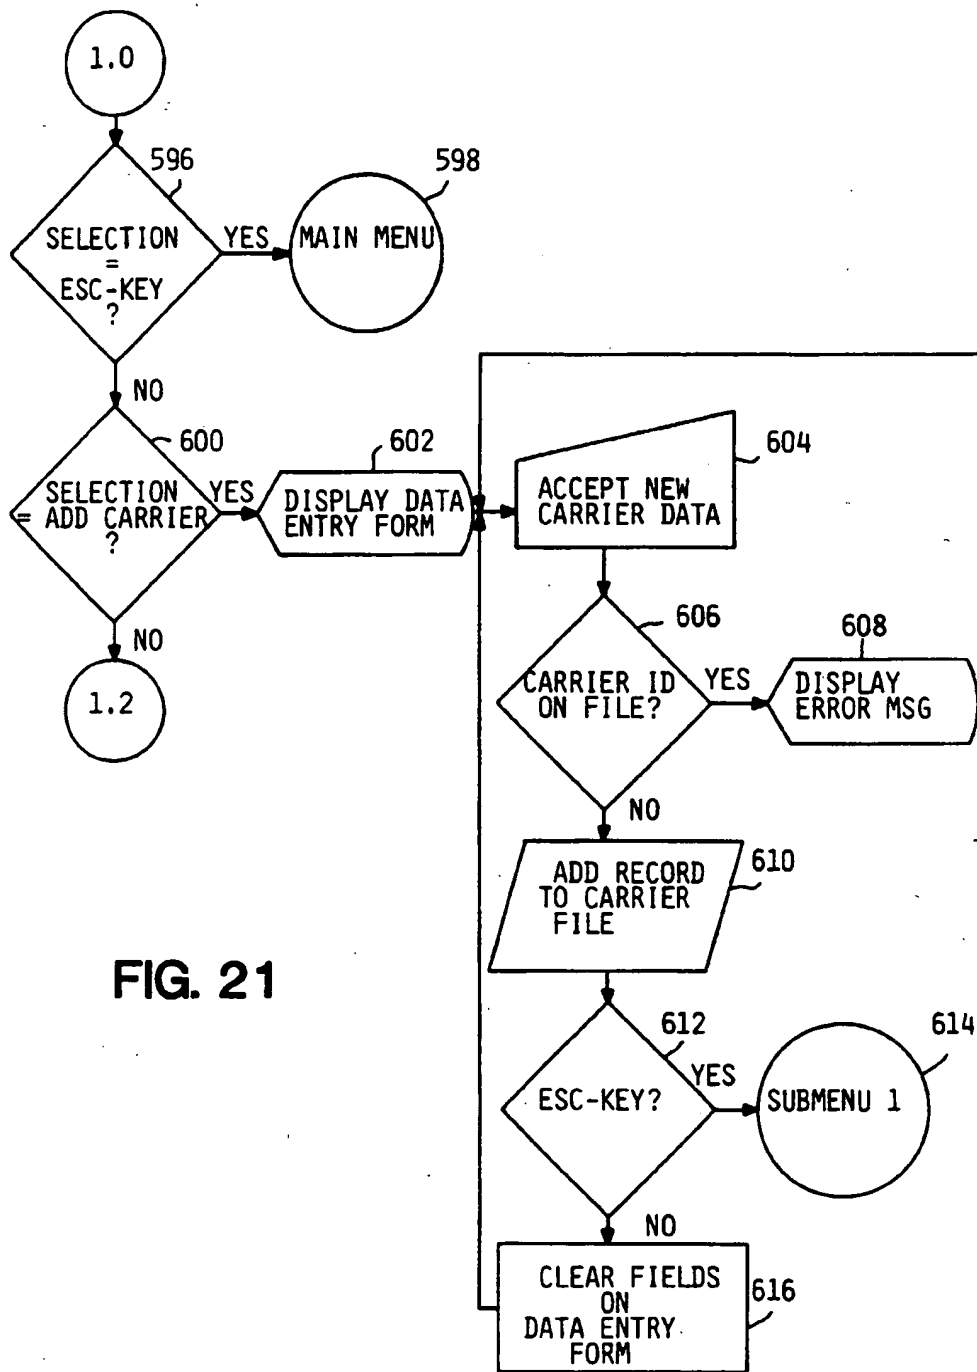 1.0
596
SELECTION
=
ESC-KEY
?
YES
MAIN MENU
598
NO
600
SELECTION
= ADD CARRIER
?
YES
602
DISPLAY DATA
ENTRY FORM
604
ACCEPT NEW
CARRIER DATA
NO
1.2
606
CARRIER ID
ON FILE?
YES
608
DISPLAY
ERROR MSG
NO
610
ADD RECORD
TO CARRIER
FILE
612
ESC-KEY?
YES
614
SUBMENU 1
NO
616
CLEAR FIELDS
ON
DATA ENTRY
FORM
FIG. 21